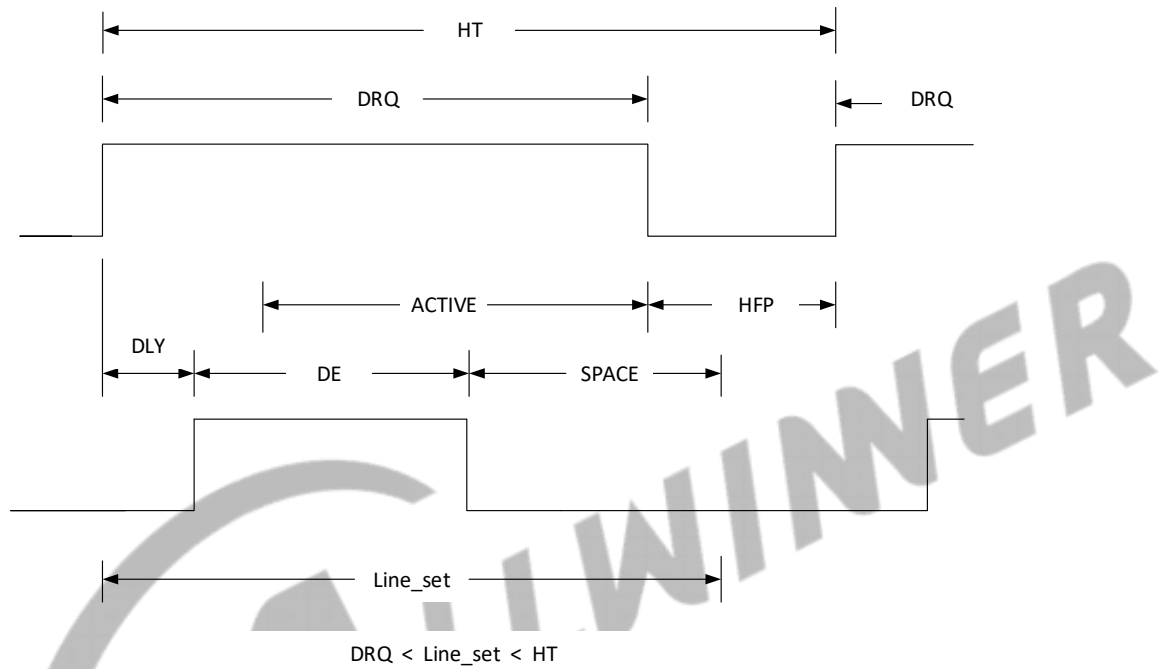 HT
DRQ DRQ
ACTIVE HFP
DLY
DE SPACE
Line_set
DRQ < Line_set < HT